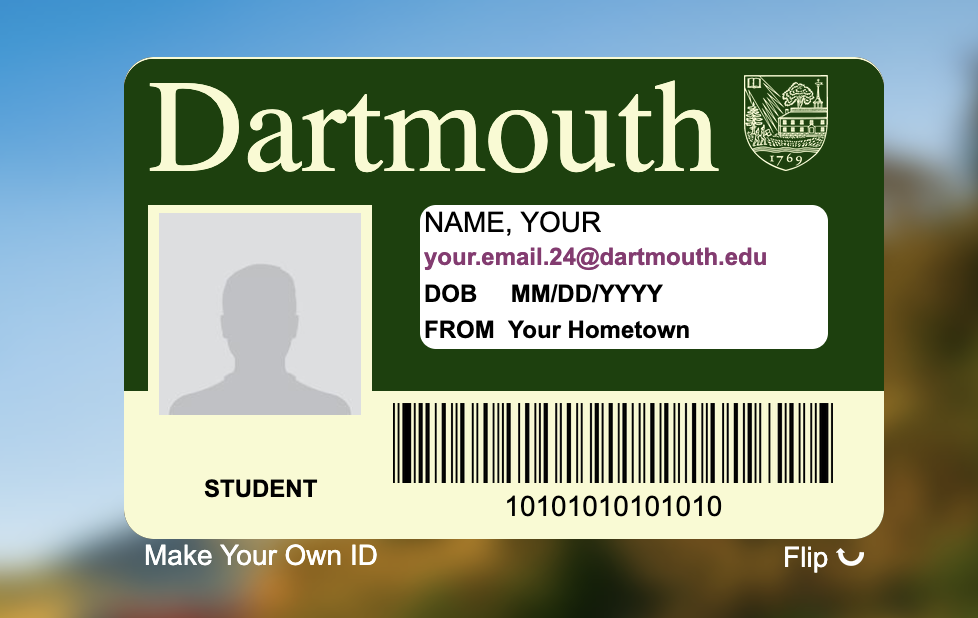 Dartmouth
1769
NAME, YOUR
your.email.24@dartmouth.edu
DOB MM/DD/YYYY
FROM Your Hometown
STUDENT
10101010101010
Make Your Own ID
Flip